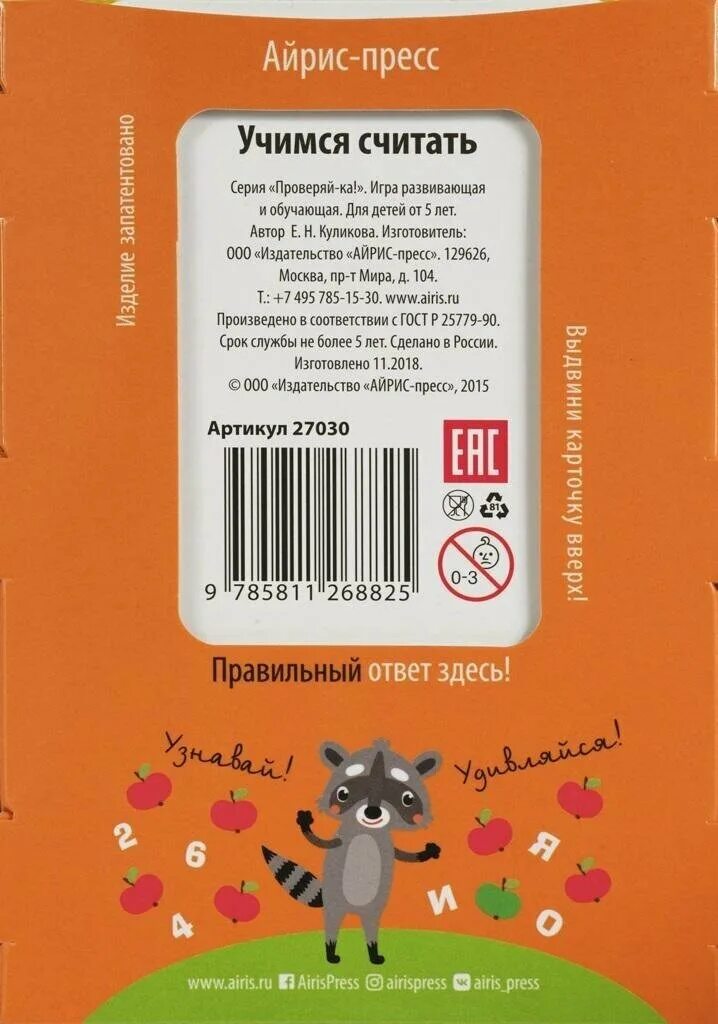 Айрис-пресс
Изделие запатентовано
Учимся считать
Серия «Проверяй-ка!». Игра развивающая
и обучающая. Для детей от 5 лет.
Автор Е. Н. Куликова. Изготовитель:
ООО «Издательство «АЙРИС-пресс». 129626,
Москва, пр-т Мира, д. 104.
Т.: +7 495 785-15-30. www.airis.ru
Произведено в соответствии с ГОСТ Р 25779-90.
Срок службы не более 5 лет. Сделано в России.
Изготовлено 11.2018.
© ООО «Издательство «АЙРИС-пресс», 2015
Артикул 27030
EAC
81
0-3
9 785811 268825
Выдвини карточку вверх!
Правильный ответ здесь!
Узнавай!
Удивляйся!
2 6 4
И Я О
www.airis.ru AirisPress airispress airis_press